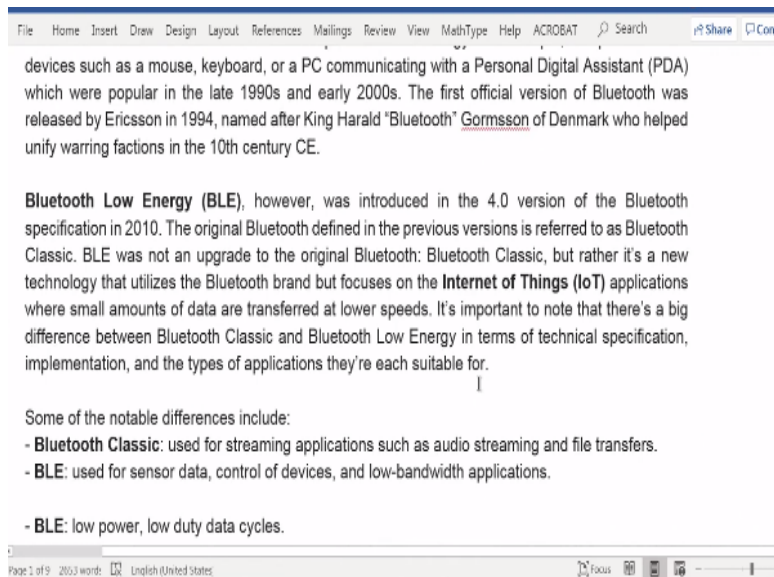 File Home Insert Draw Design Layout References Mailings Review View MathType Help ACROBAT Search Share Con
devices such as a mouse, keyboard, or a PC communicating with a Personal Digital Assistant (PDA)
which were popular in the late 1990s and early 2000s. The first official version of Bluetooth was
released by Ericsson in 1994, named after King Harald “Bluetooth” Gormsson of Denmark who helped
unify warring factions in the 10th century CE.
Bluetooth Low Energy (BLE), however, was introduced in the 4.0 version of the Bluetooth
specification in 2010. The original Bluetooth defined in the previous versions is referred to as Bluetooth
Classic. BLE was not an upgrade to the original Bluetooth: Bluetooth Classic, but rather it’s a new
technology that utilizes the Bluetooth brand but focuses on the Internet of Things (IoT) applications
where small amounts of data are transferred at lower speeds. It’s important to note that there’s a big
difference between Bluetooth Classic and Bluetooth Low Energy in terms of technical specification,
implementation, and the types of applications they’re each suitable for.
Some of the notable differences include:
- Bluetooth Classic: used for streaming applications such as audio streaming and file transfers.
- BLE: used for sensor data, control of devices, and low-bandwidth applications.
- BLE: low power, low duty data cycles.
Page 1 of 9 2653 words English (United States Focus